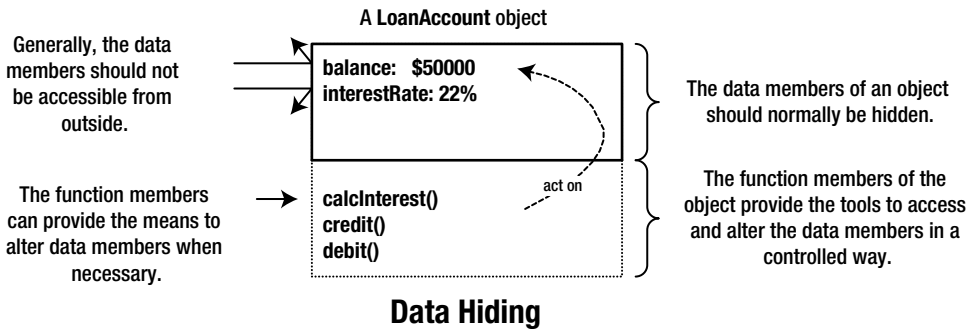 A LoanAccount object
Generally, the data
members should not
be accessible from
outside.
balance: $50000
interestRate: 22%
The data members of an object
should normally be hidden.
The function members
can provide the means to
alter data members when
necessary.
act on
calcInterest()
credit()
debit()
The function members of the
object provide the tools to access
and alter the data members in a
controlled way.
Data Hiding